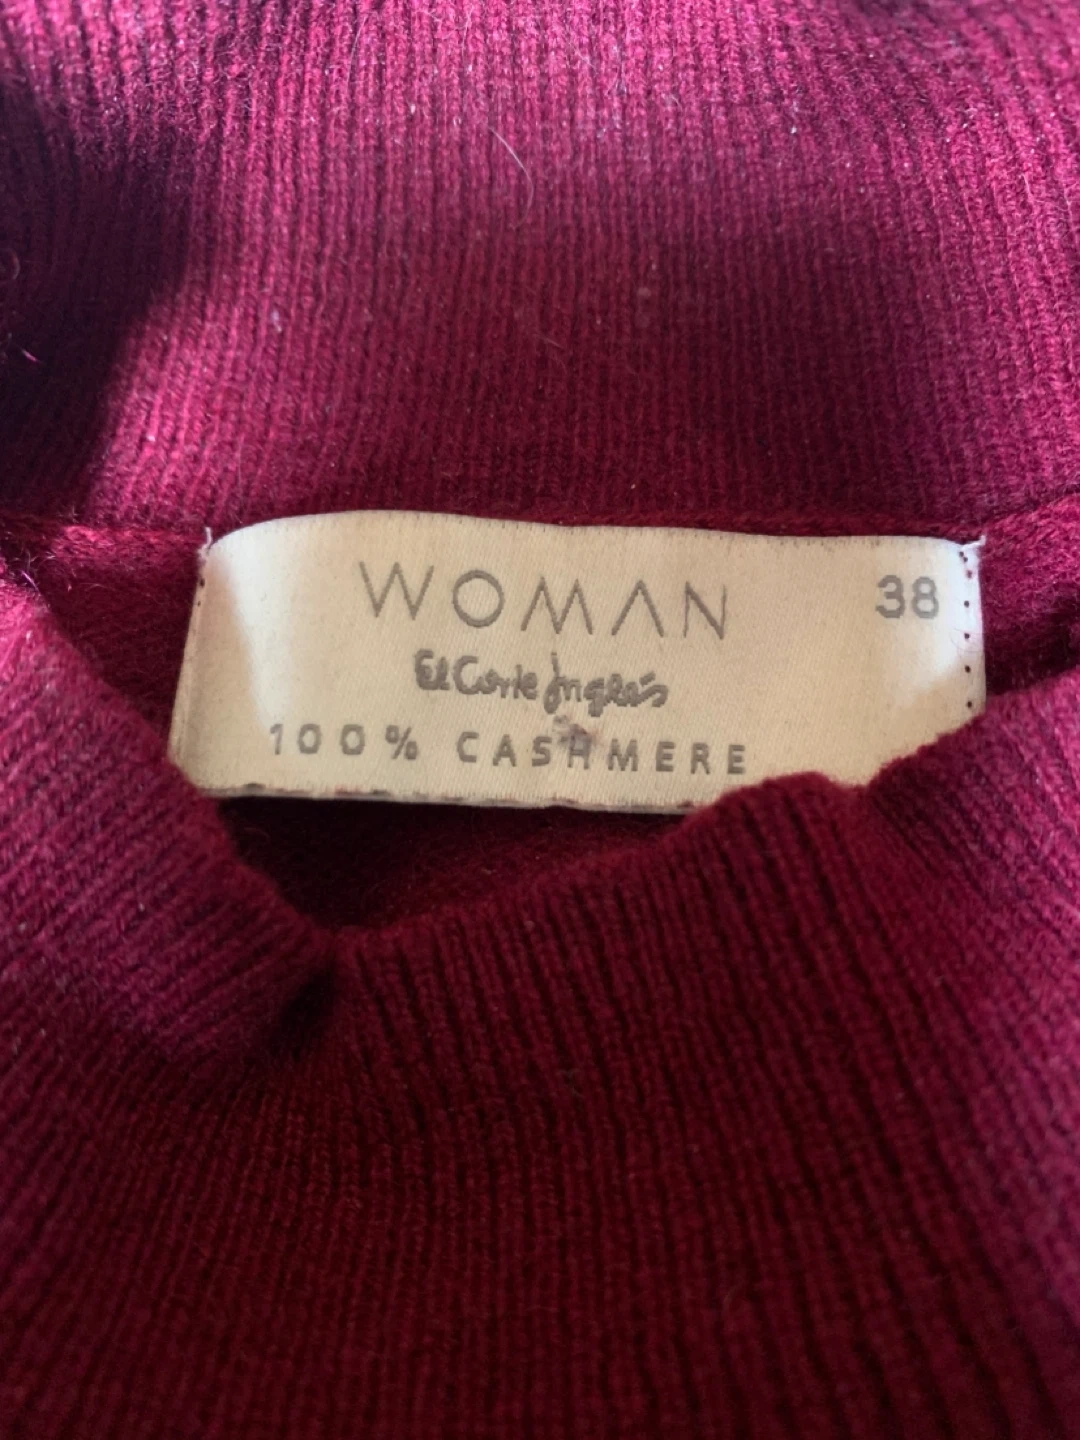 WOMAN 38
El Corte Inglés
100% CASHMERE